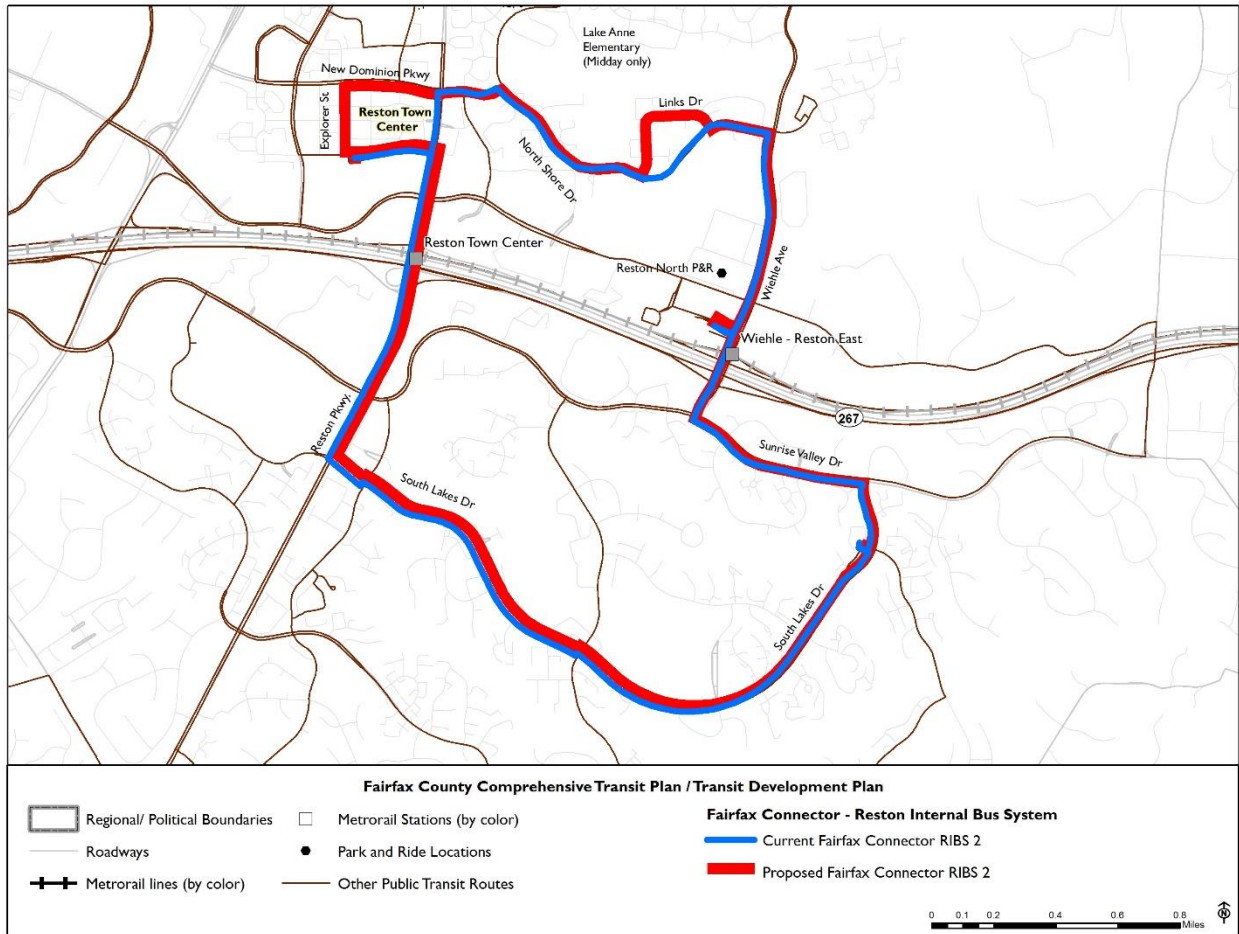 Lake Anne
Elementary
(Midday only)
New Dominion Pkwy
Explorer St
Reston Town
Center
Links Dr
North Shore Dr
Reston Town Center
Reston North P&R
Wiehle Ave
Wiehle - Reston East
267
Reston Pkwy.
Sunrise Valley Dr
South Lakes Dr
South Lakes Dr
Fairfax County Comprehensive Transit Plan / Transit Development Plan
Regional/ Political Boundaries
Metrorail Stations (by color)
Roadways
Park and Ride Locations
Metrorail lines (by color)
Other Public Transit Routes
Fairfax Connector - Reston Internal Bus System
Current Fairfax Connector RIBS 2
Proposed Fairfax Connector RIBS 2
0 0.1 0.2 0.4 0.6 0.8
Miles
N